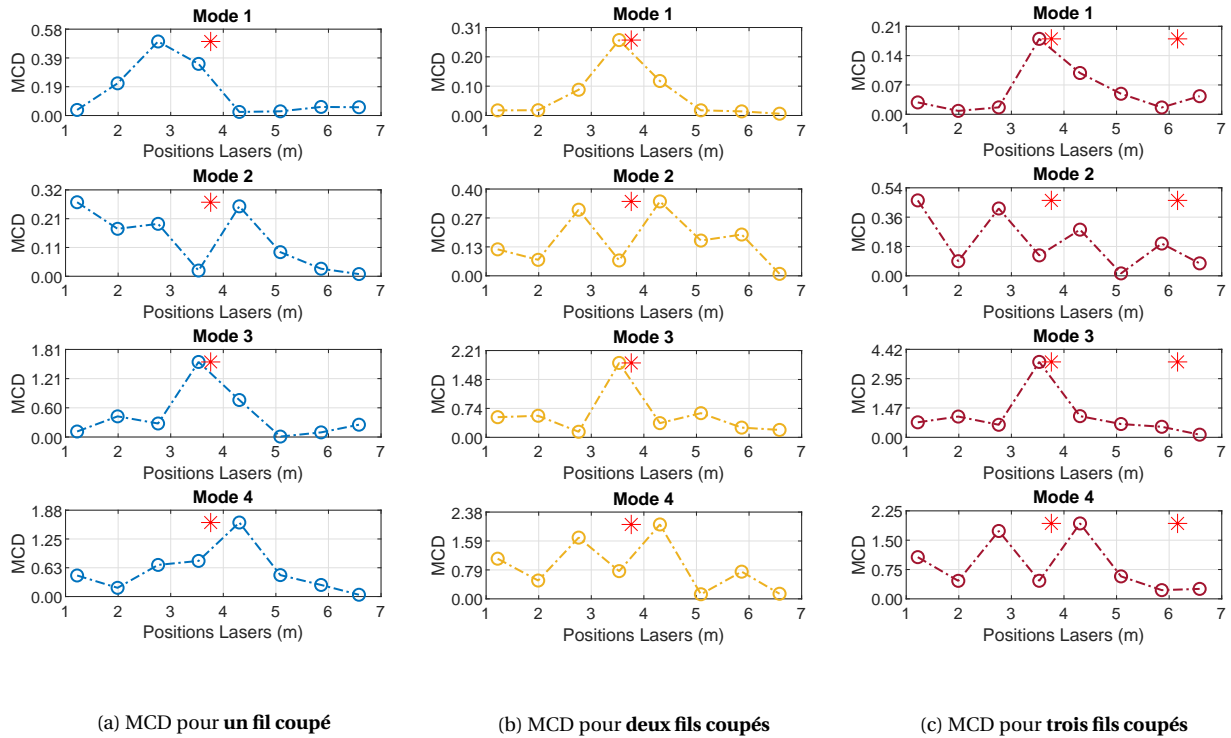 Mode 1
0.58
0.39
0.19
0.00
MCD
1 2 3 4 5 6 7
Positions Lasers (m)
Mode 2
0.32
0.21
0.11
0.00
MCD
1 2 3 4 5 6 7
Positions Lasers (m)
Mode 3
1.81
1.21
0.60
0.00
MCD
1 2 3 4 5 6 7
Positions Lasers (m)
Mode 4
1.88
1.25
0.63
0.00
MCD
1 2 3 4 5 6 7
Positions Lasers (m)
(a) MCD pour un fil coupé
Mode 1
0.31
0.20
0.10
0.00
MCD
1 2 3 4 5 6 7
Positions Lasers (m)
Mode 2
0.40
0.27
0.13
0.00
MCD
1 2 3 4 5 6 7
Positions Lasers (m)
Mode 3
2.21
1.48
0.74
0.00
MCD
1 2 3 4 5 6 7
Positions Lasers (m)
Mode 4
2.38
1.59
0.79
0.00
MCD
1 2 3 4 5 6 7
Positions Lasers (m)
(b) MCD pour deux fils coupés
Mode 1
0.21
0.14
0.07
0.00
MCD
1 2 3 4 5 6 7
Positions Lasers (m)
Mode 2
0.54
0.36
0.18
0.00
MCD
1 2 3 4 5 6 7
Positions Lasers (m)
Mode 3
4.42
2.95
1.47
0.00
MCD
1 2 3 4 5 6 7
Positions Lasers (m)
Mode 4
2.25
1.50
0.75
0.00
MCD
1 2 3 4 5 6 7
Positions Lasers (m)
(c) MCD pour trois fils coupés